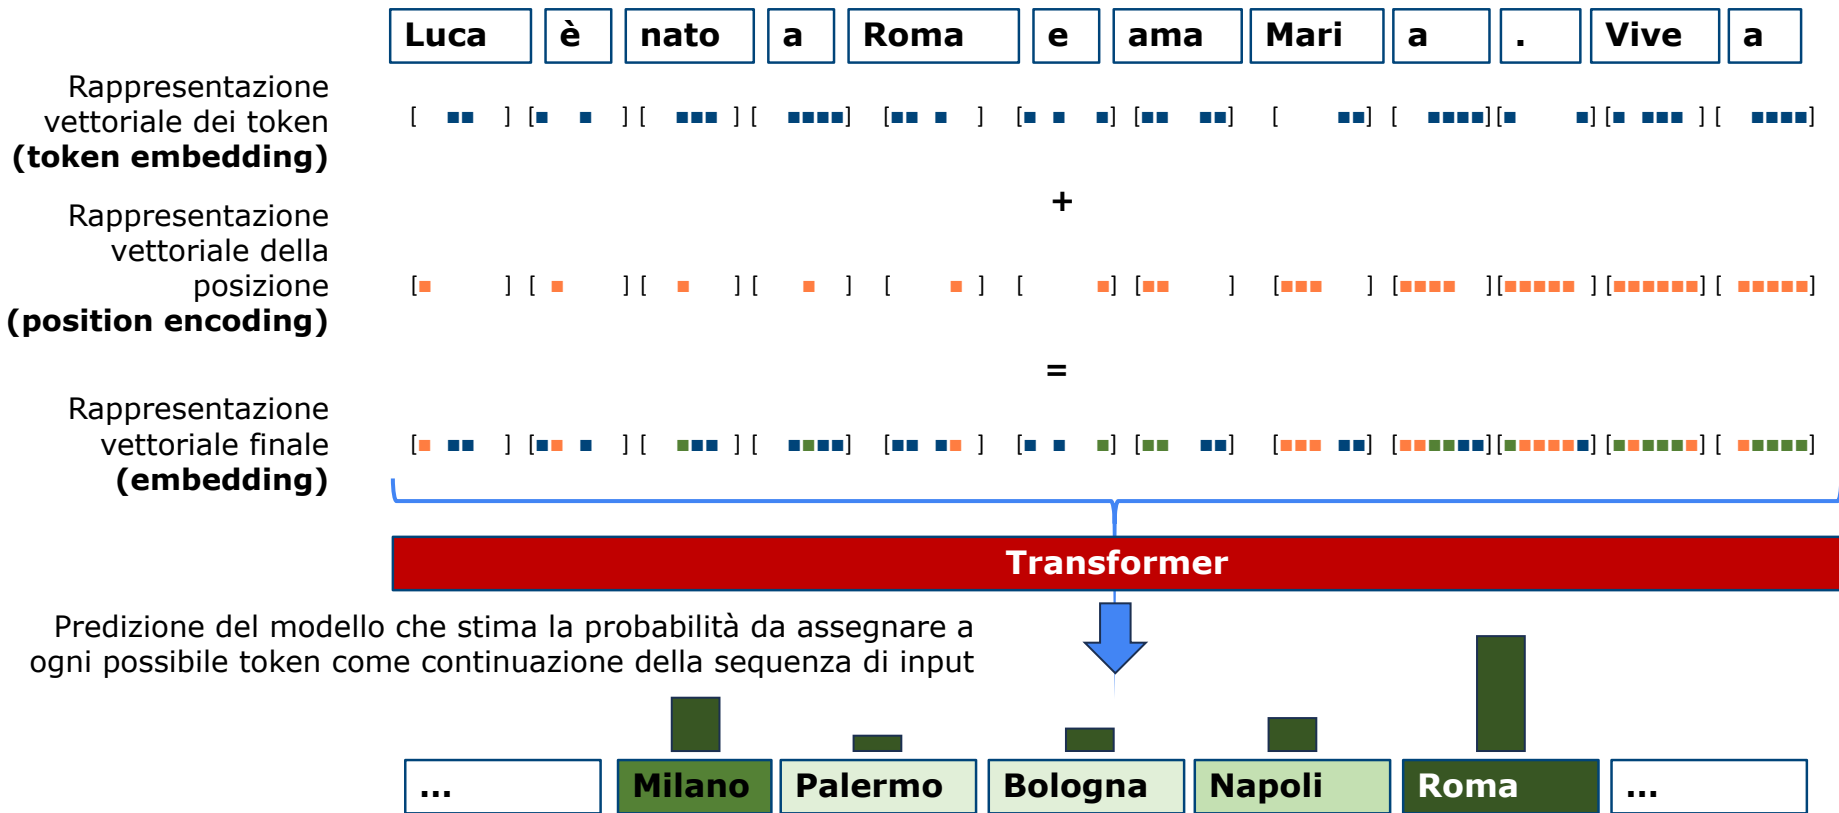 Luca è nato a Roma e ama Mari a . Vive a
Rappresentazione
vettoriale dei token
(token embedding)
[ ] [ ] [ ] [ ] [ ] [ ] [ ] [ ] [ ] [ ] [ ] [ ]
+
Rappresentazione
vettoriale della
posizione
(position encoding)
[ ] [ ] [ ] [ ] [ ] [ ] [ ] [ ] [ ] [ ] [ ] [ ]
=
Rappresentazione
vettoriale finale
(embedding)
[ ] [ ] [ ] [ ] [ ] [ ] [ ] [ ] [ ] [ ] [ ] [ ]
Transformer
Predizione del modello che stima la probabilità da assegnare a
ogni possibile token come continuazione della sequenza di input
... Milano Palermo Bologna Napoli Roma ...